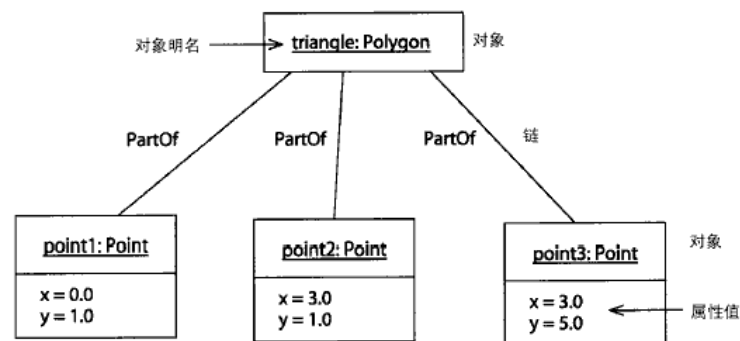 对象明名
triangle: Polygon
对象
PartOf
PartOf
PartOf
链
point1: Point
point2: Point
point3: Point
对象
x = 0.0
y = 1.0
x = 3.0
y = 1.0
x = 3.0
y = 5.0
属性值